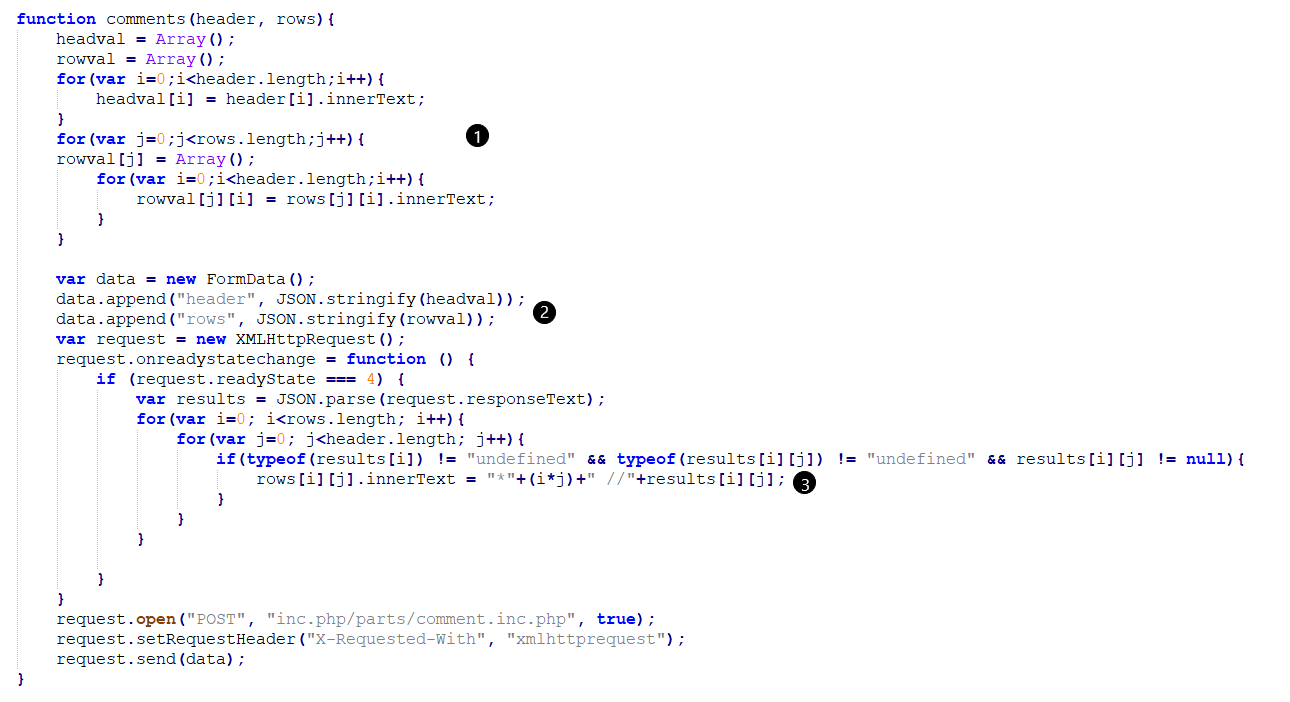 function comments(header, rows){
headval = Array();
rowval = Array();
for(var i=0;i<header.length;i++){
headval[i] = header[i].innerText;
}
for(var j=0;j<rows.length;j++){ 1
rowval[j] = Array();
for(var i=0;i<header.length;i++){
rowval[j][i] = rows[j][i].innerText;
}
}
var data = new FormData();
data.append("header", JSON.stringify(headval));
data.append("rows", JSON.stringify(rowval)); 2
var request = new XMLHttpRequest();
request.onreadystatechange = function () {
if (request.readyState === 4) {
var results = JSON.parse(request.responseText);
for(var i=0; i<rows.length; i++){
for(var j=0; j<header.length; j++){
if(typeof(results[i]) != "undefined" && typeof(results[i][j]) != "undefined" && results[i][j] != null){
rows[i][j].innerText = "*"+(i*j)+" //"+results[i][j]; 3
}
}
}
}
}
request.open("POST", "inc.php/parts/comment.inc.php", true);
request.setRequestHeader("X-Requested-With", "xmlhttprequest");
request.send(data);
}